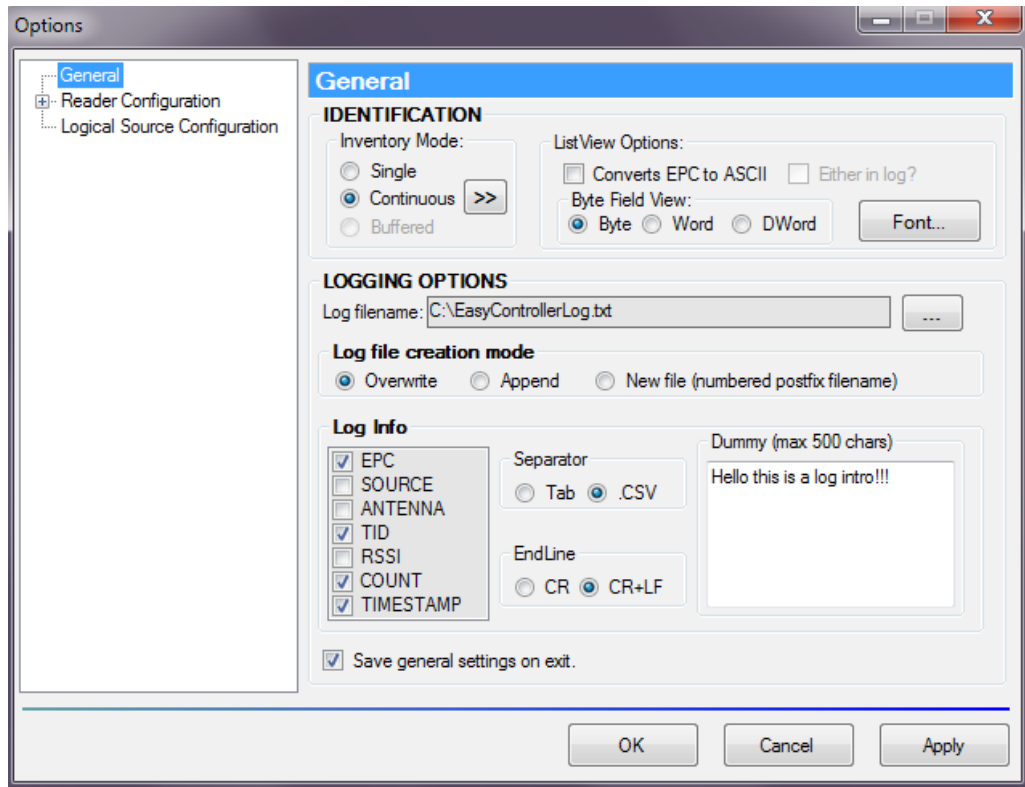 Options
General
Reader Configuration
Logical Source Configuration
General
IDENTIFICATION
Inventory Mode:
Single
Continuous >>
Buffered
ListView Options:
Converts EPC to ASCII Either in log?
Byte Field View:
Byte Word DWord
Font...
LOGGING OPTIONS
Log filename: C:\EasyControllerLog.txt ...
Log file creation mode
Overwrite Append New file (numbered postfix filename)
Log Info
EPC
SOURCE
ANTENNA
TID
RSSI
COUNT
TIMESTAMP
Separator
Tab .CSV
EndLine
CR CR+LF
Dummy (max 500 chars)
Hello this is a log intro!!!
Save general settings on exit.
OK Cancel Apply